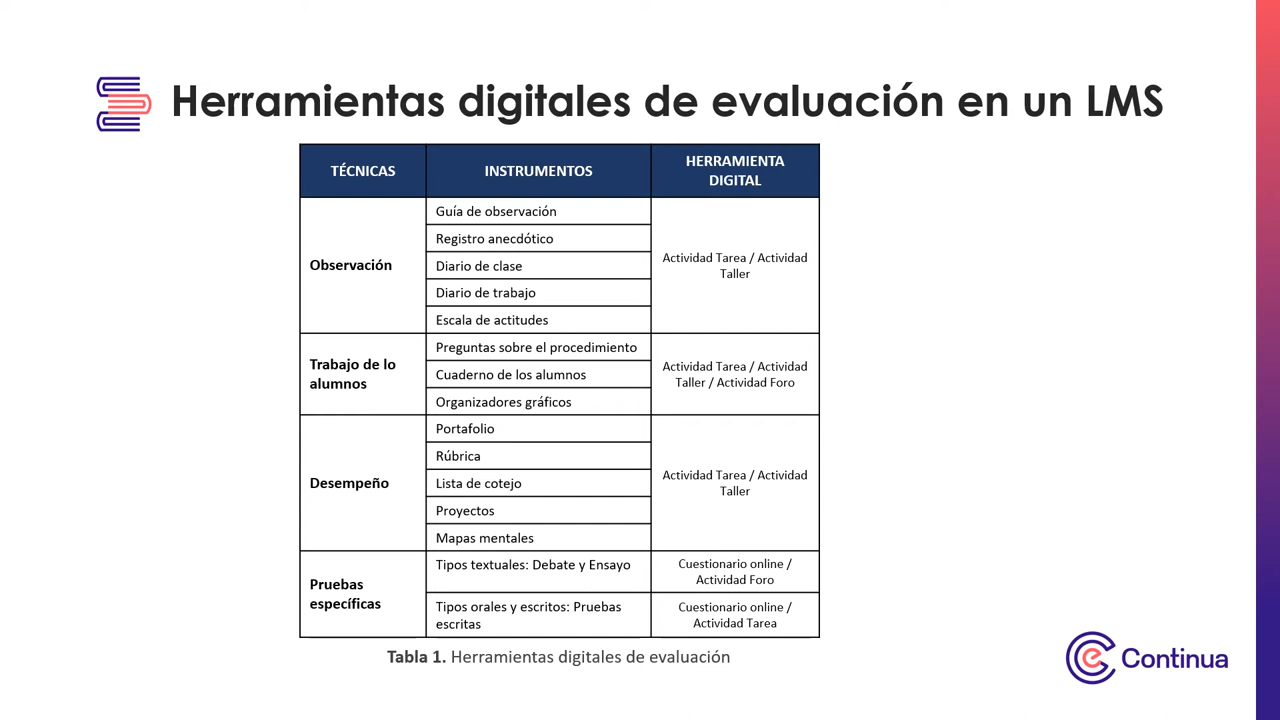 Herramientas digitales de evaluación en un LMS
TÉCNICAS
INSTRUMENTOS
HERRAMIENTA
DIGITAL
Observación
Guía de observación
Registro anecdótico
Diario de clase
Diario de trabajo
Escala de actitudes
Actividad Tarea / Actividad
Taller
Trabajo de lo
alumnos
Preguntas sobre el procedimiento
Cuaderno de los alumnos
Organizadores gráficos
Actividad Tarea / Actividad
Taller / Actividad Foro
Desempeño
Portafolio
Rúbrica
Lista de cotejo
Proyectos
Mapas mentales
Actividad Tarea / Actividad
Taller
Pruebas
específicas
Tipos textuales: Debate y Ensayo
Cuestionario online /
Actividad Foro
Tipos orales y escritos: Pruebas
escritas
Cuestionario online /
Actividad Tarea
Tabla 1. Herramientas digitales de evaluación
Continua